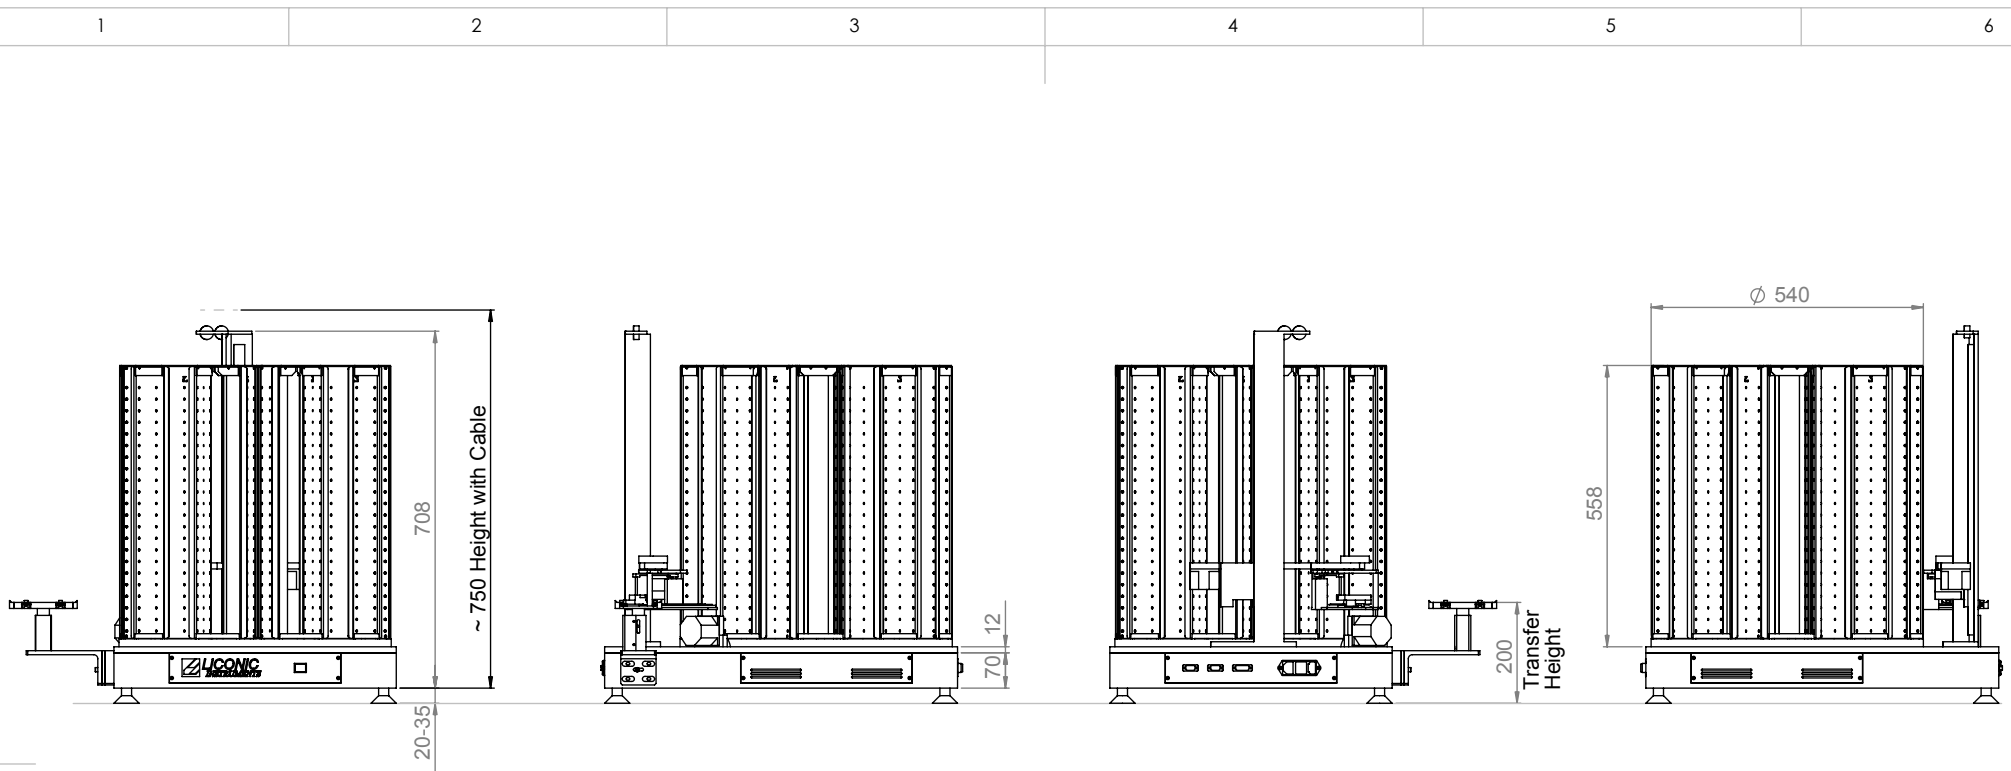 1
2
3
4
5
6
708
~ 750 Height with Cable
20-35
LICONIC
INSTRUMENTS
12
70
200
Transfer
Height
⌀ 540
558